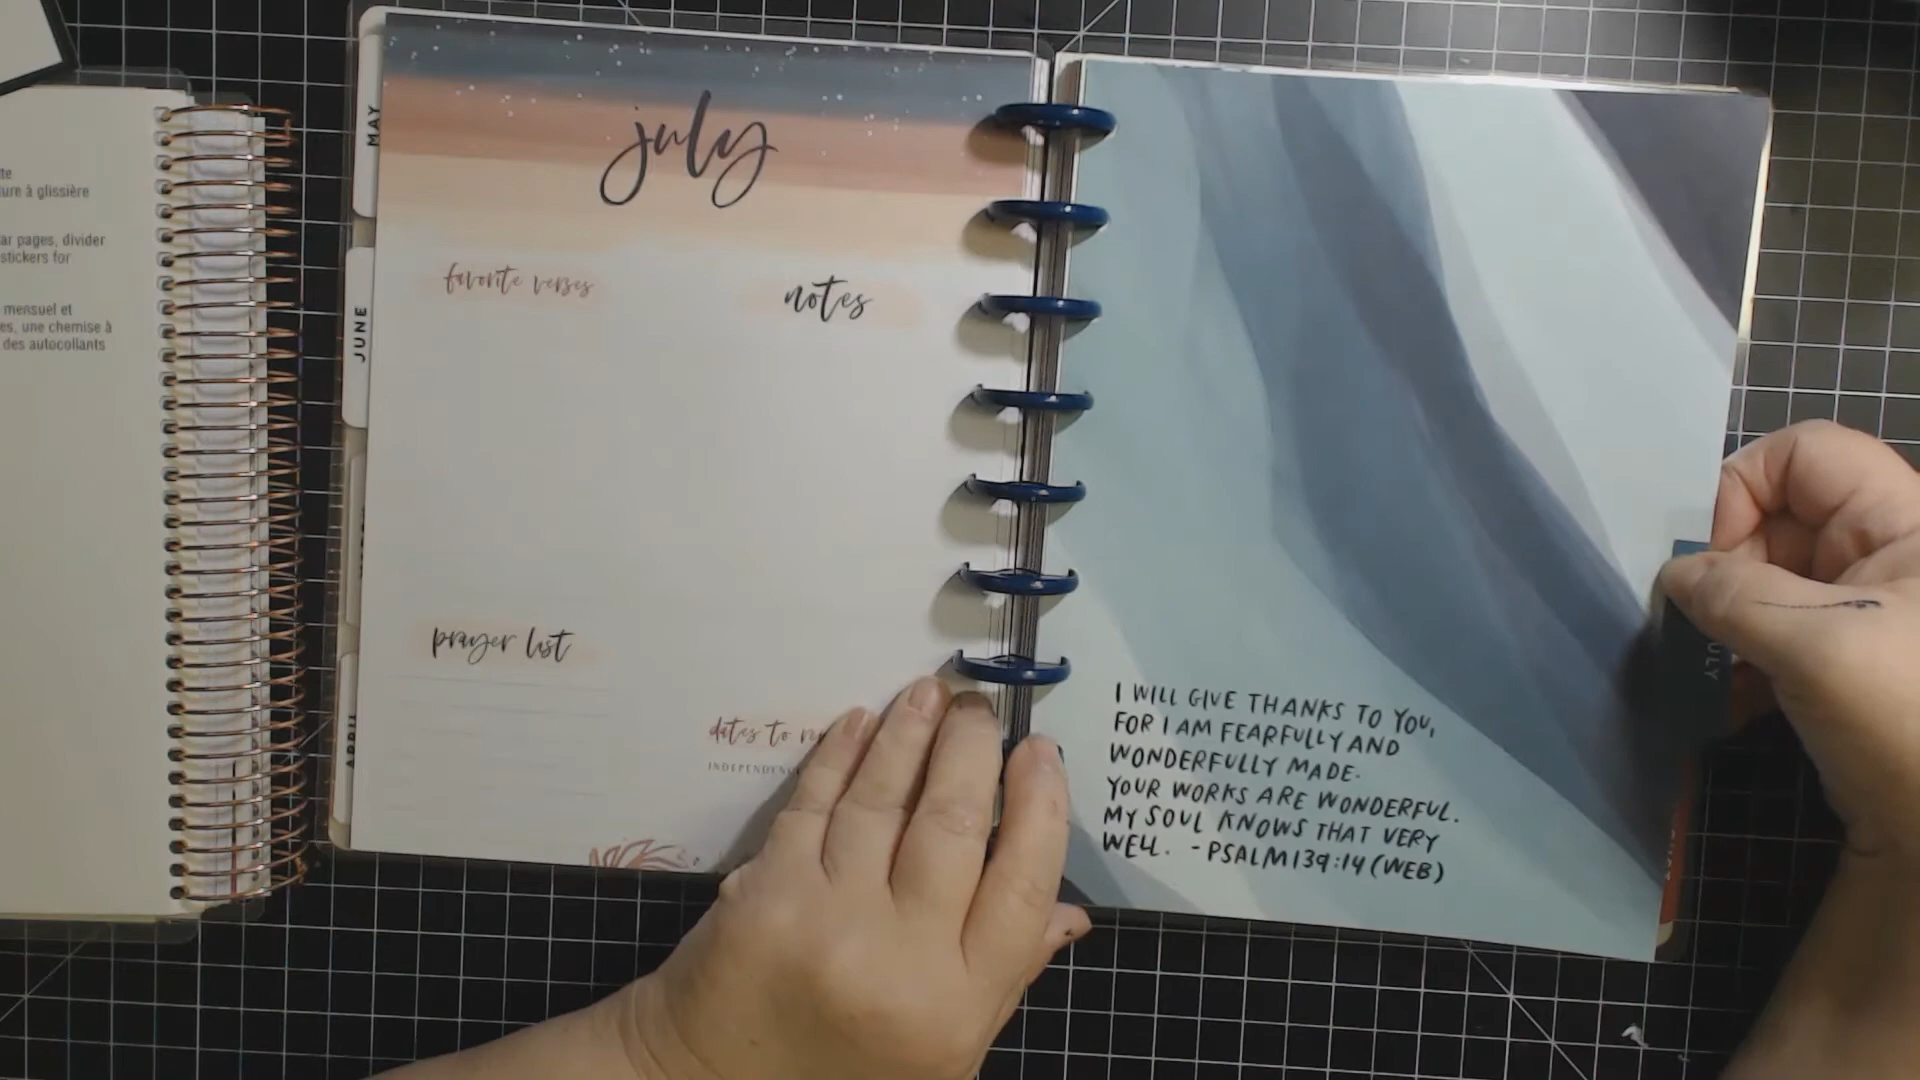 te
ure à glissière
ar pages, divider
stickers for
mensuel et
es, une chemise à
des autocollants
MAY
JUNE
APRIL
july
favorite verses
notes
prayer list
dates to
I WILL GIVE THANKS TO YOU,
FOR I AM FEARFULLY AND
WONDERFULLY MADE.
YOUR WORKS ARE WONDERFUL.
MY SOUL KNOWS THAT VERY
WELL. - PSALM 139:14 (WEB)
ULY